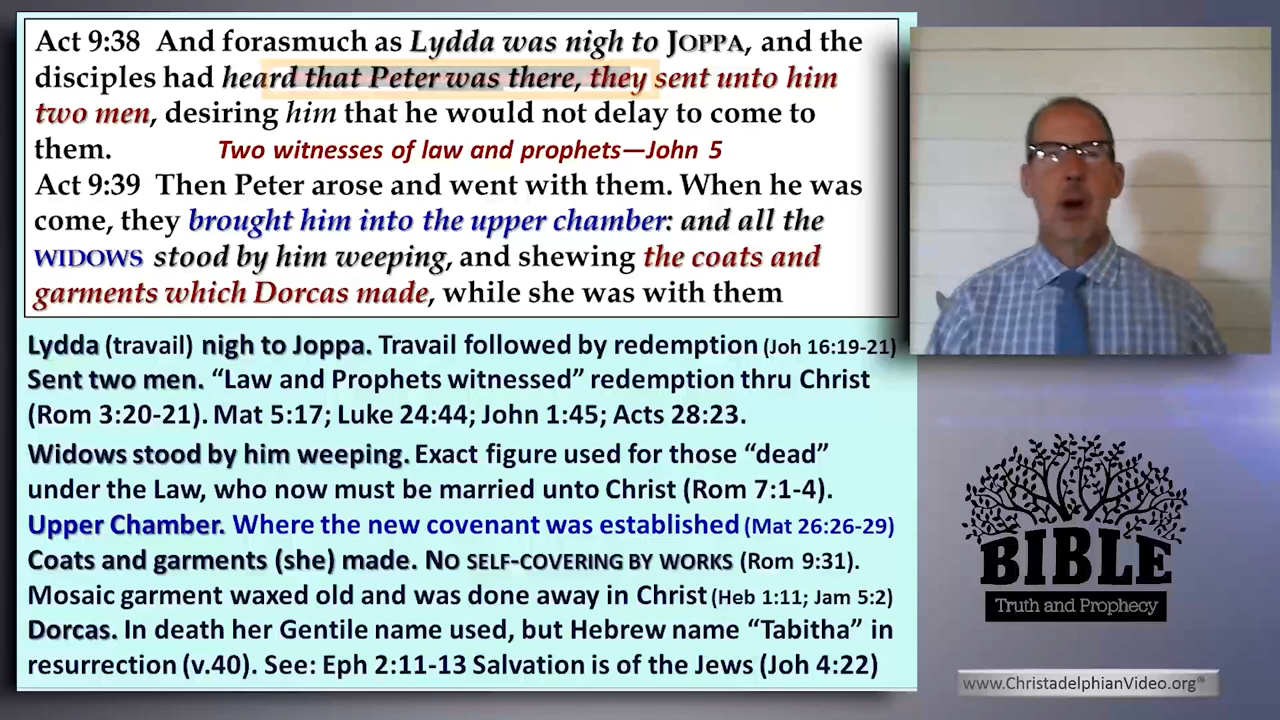 Act 9:38 And forasmuch as Lydda was nigh to JOPPA, and the
disciples had heard that Peter was there, they sent unto him
two men, desiring him that he would not delay to come to
them. Two witnesses of law and prophets—John 5
Act 9:39 Then Peter arose and went with them. When he was
come, they brought him into the upper chamber: and all the
WIDOWS stood by him weeping, and shewing the coats and
garments which Dorcas made, while she was with them
Lydda (travail) nigh to Joppa. Travail followed by redemption (Joh 16:19-21)
Sent two men. “Law and Prophets witnessed” redemption thru Christ
(Rom 3:20-21). Mat 5:17; Luke 24:44; John 1:45; Acts 28:23.
Widows stood by him weeping. Exact figure used for those “dead”
under the Law, who now must be married unto Christ (Rom 7:1-4).
Upper Chamber. Where the new covenant was established (Mat 26:26-29)
Coats and garments (she) made. NO SELF-COVERING BY WORKS (Rom 9:31).
Mosaic garment waxed old and was done away in Christ (Heb 1:11; Jam 5:2)
Dorcas. In death her Gentile name used, but Hebrew name “Tabitha” in
resurrection (v.40). See: Eph 2:11-13 Salvation is of the Jews (Joh 4:22)
BIBLE
Truth and Prophecy
www.ChristadelphianVideo.org®